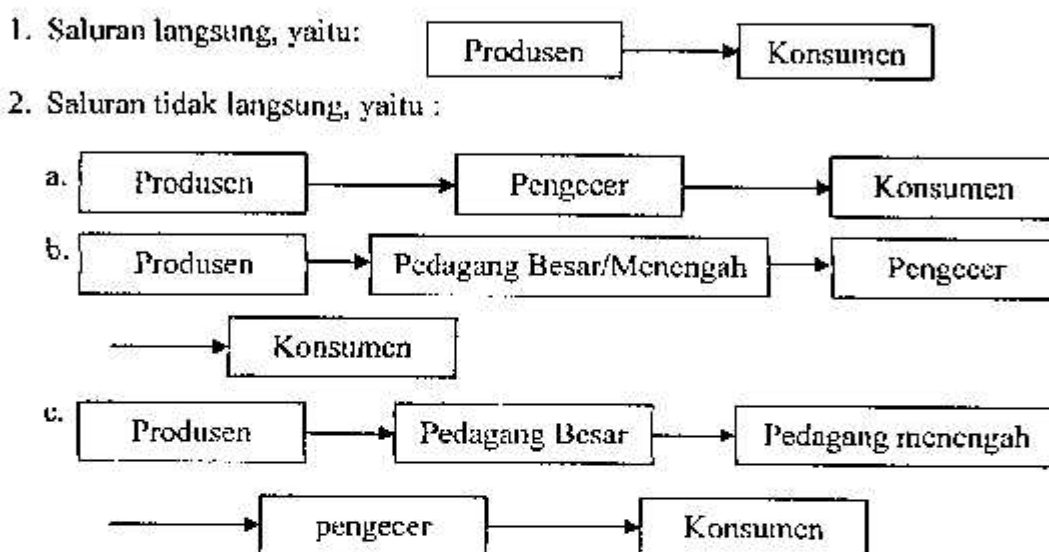 1. Saluran langsung, yaitu:
Produsen Konsumen
2. Saluran tidak langsung, yaitu :
a. Produsen Pengecer Konsumen
b. Produsen Pedagang Besar/Menengah Pengecer
Konsumen
c. Produsen Pedagang Besar Pedagang menengah
pengecer Konsumen